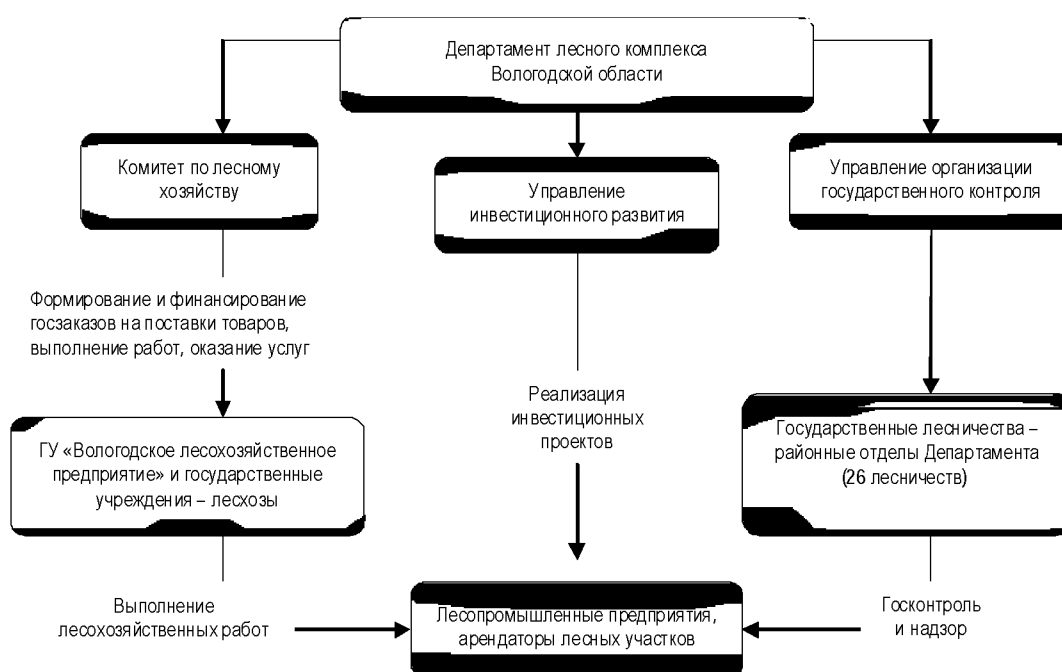 Департамент лесного комплекса
Вологодской области
Комитет по лесному
хозяйству
Управление
инвестиционного развития
Управление организации
государственного контроля
Формирование и финансирование
госзаказов на поставки товаров,
выполнение работ, оказание услуг
Реализация
инвестиционных
проектов
ГУ «Вологодское лесохозяйственное
предприятие» и государственные
учреждения – лесхозы
Государственные лесничества –
районные отделы Департамента
(26 лесничеств)
Выполнение
лесохозяйственных работ
Лесопромышленные предприятия,
арендаторы лесных участков
Госконтроль
и надзор